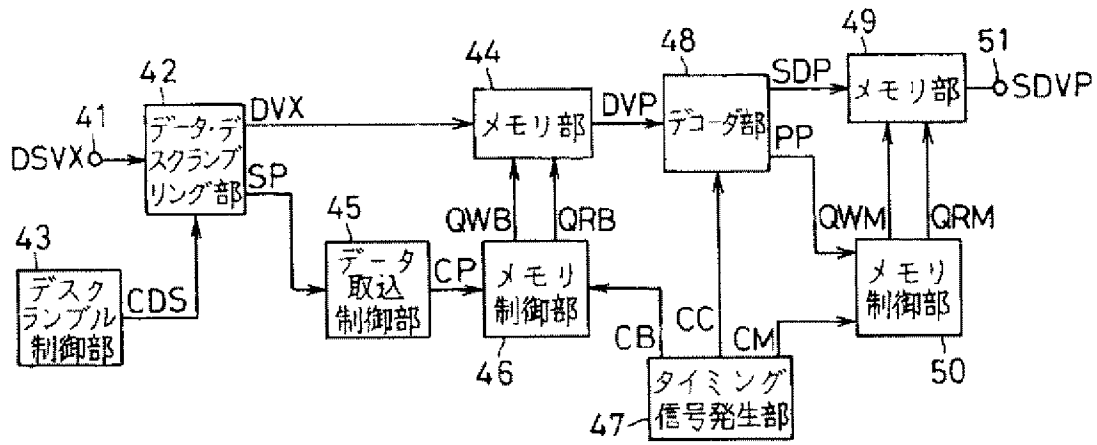 49
51
48
44
42
41
SDP
SDVP
DVX
DVP
DSVX
データ・デ
スクランブ
リング部
メモリ部
デコーダ部
メモリ部
PP
SP
45
43
QWB
QRB
QWM
QRM
データ
取込
制御部
CP
メモリ
制御部
メモリ
制御部
デスク
ランブル
制御部
CDS
CB
CC
CM
46
50
47
タイミング
信号発生部